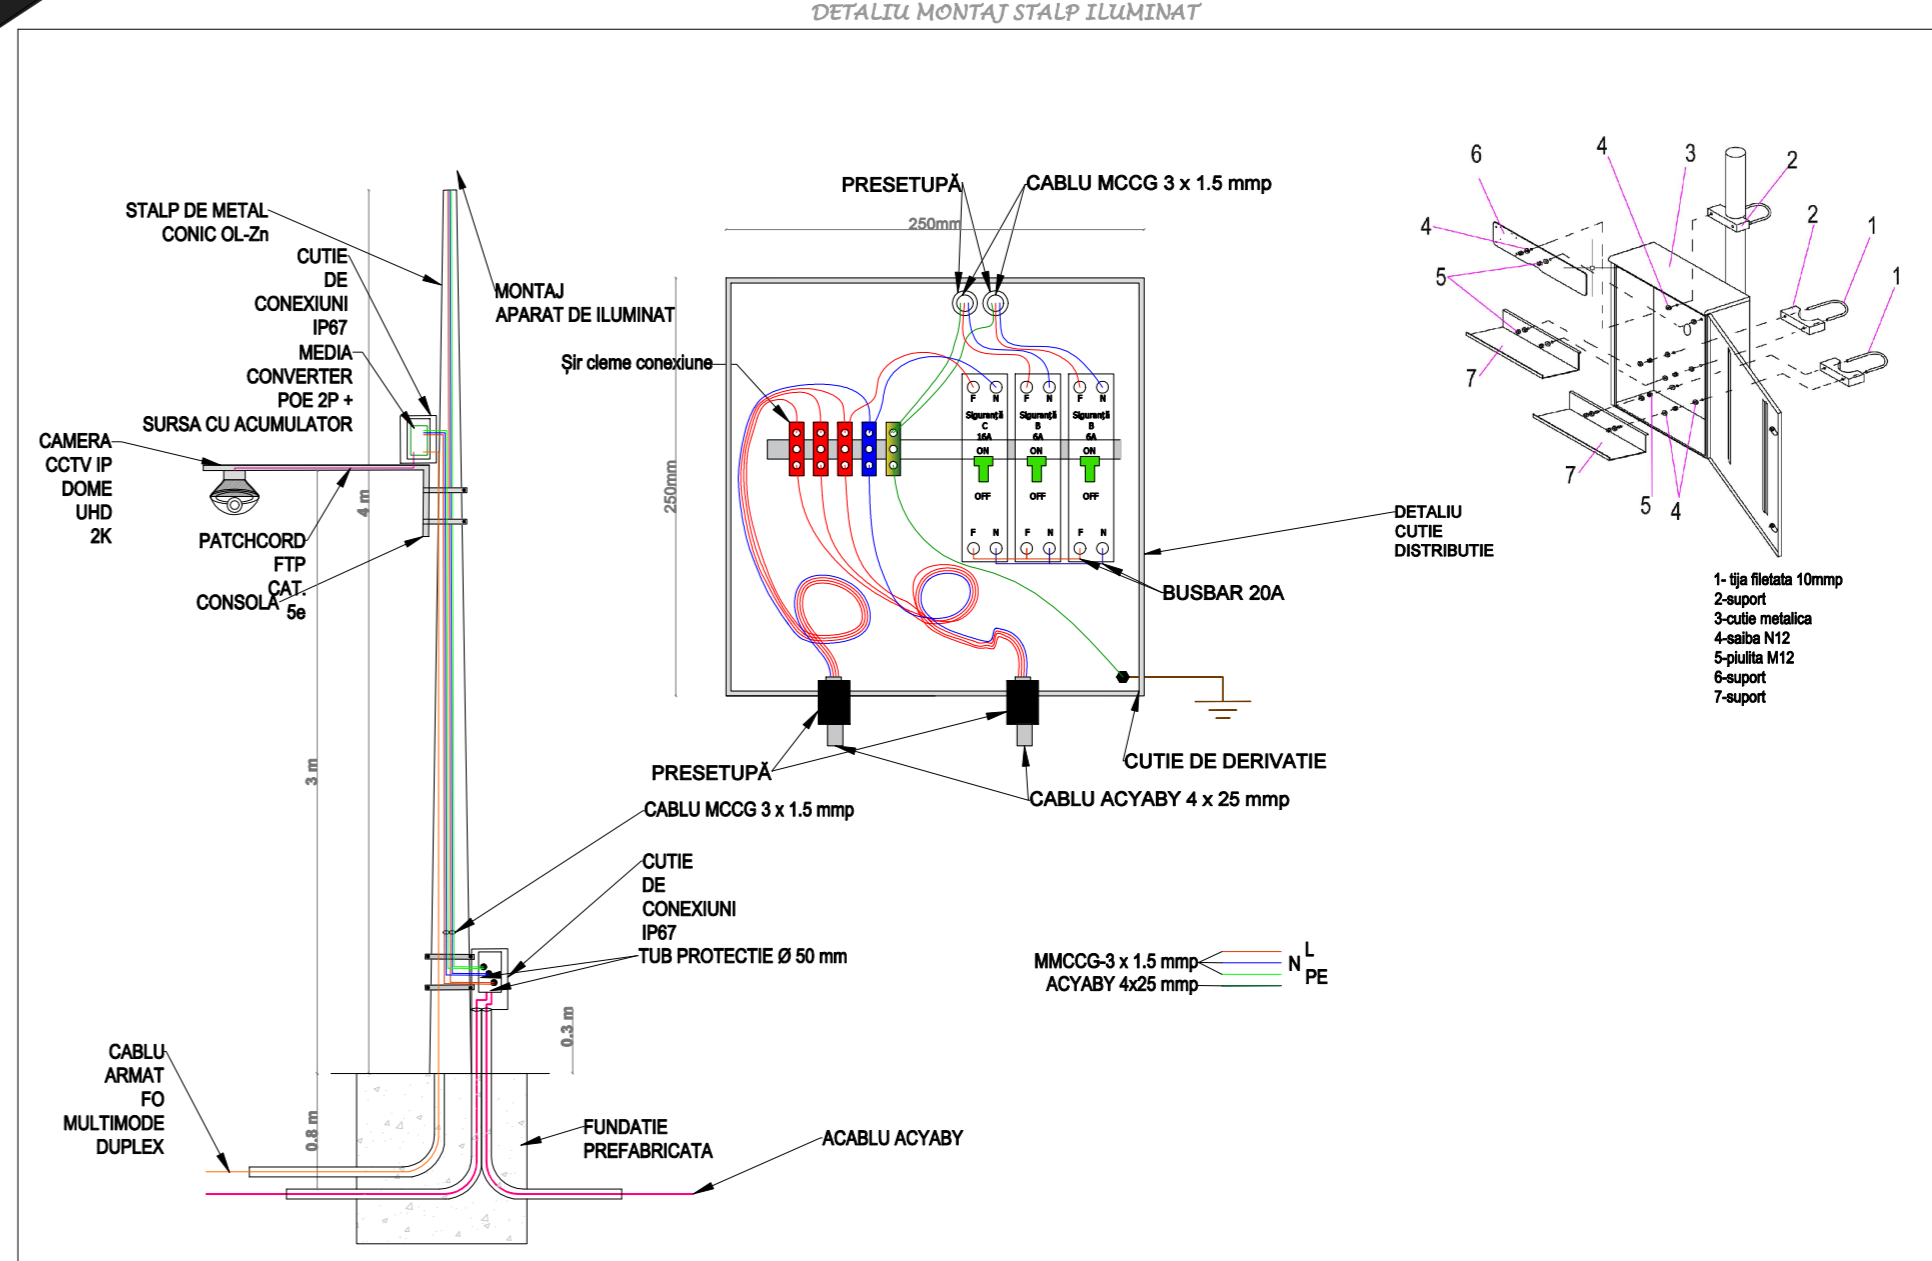 DETALIU MONTAJ STALP ILUMINAT
STALP DE METAL
CONIC OL-Zn
CUTIE
DE
CONEXIUNI
IP67
MEDIA
CONVERTER
POE 2P +
SURSA CU ACUMULATOR
CAMERA
CCTV IP
DOME
UHD
2K
PATCHCORD
FTP
CAT.
5e
CONSOLA
MONTAJ
APARAT DE ILUMINAT
4 m
3 m
0.8 m
0.3 m
CABLU MCCG 3 x 1.5 mmp
CUTIE
DE
CONEXIUNI
IP67
TUB PROTECTIE Ø 50 mm
CABLU
ARMAT
FO
MULTIMODE
DUPLEX
FUNDATIE
PREFABRICATA
ACABLU ACYABY
PRESETUPĂ
CABLU MCCG 3 x 1.5 mmp
250mm
250mm
Șir cleme conexiune
F N F N F N
Siguranță Siguranță Siguranță
C B B
16A 6A 6A
ON ON ON
OFF OFF OFF
F N F N F N
DETALIU
CUTIE
DISTRIBUTIE
BUSBAR 20A
PRESETUPĂ
CUTIE DE DERIVATIE
CABLU ACYABY 4 x 25 mmp
MMCCG-3 x 1.5 mmp
ACYABY 4x25 mmp
L
N
PE
6
4
3
2
4
2
1
5
1
7
7
5
4
1- tija filetata 10mmp
2-suport
3-cutie metalica
4-saiba N12
5-piulita M12
6-suport
7-suport